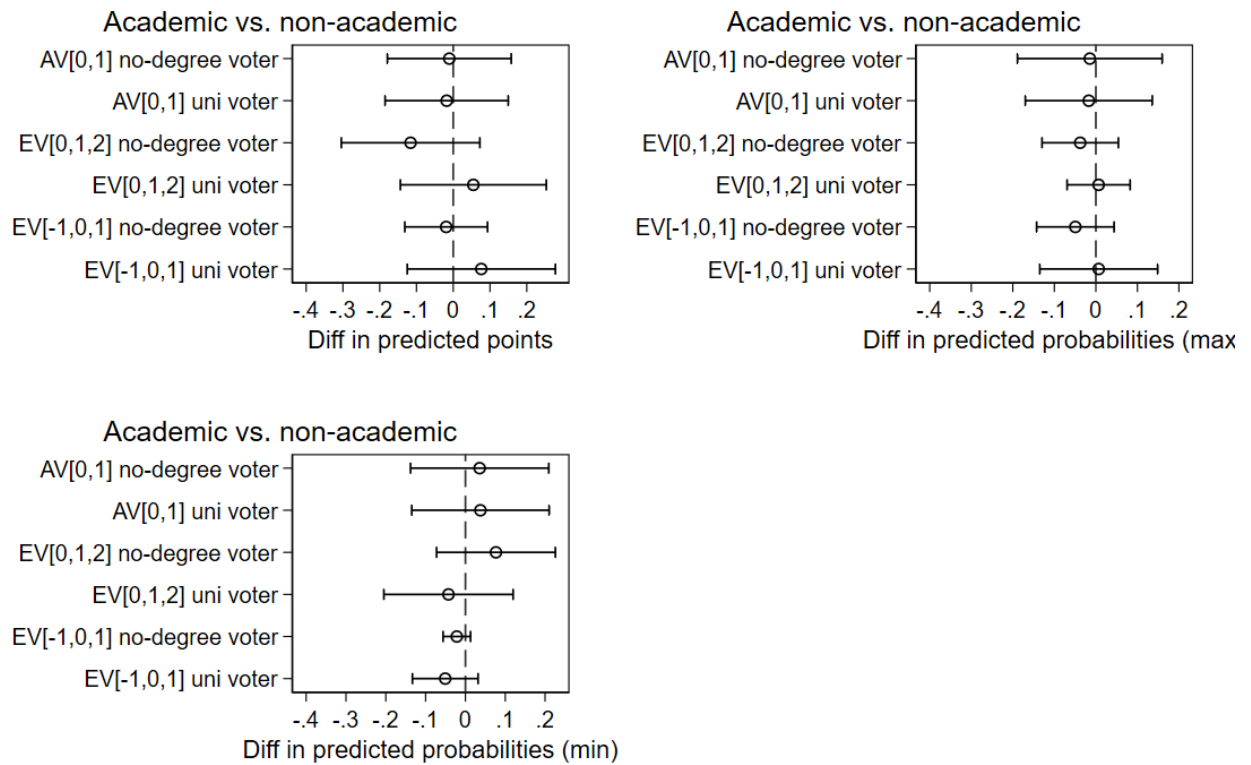 Academic vs. non-academic
AV[0,1] no-degree voter
AV[0,1] uni voter
EV[0,1,2] no-degree voter
EV[0,1,2] uni voter
EV[-1,0,1] no-degree voter
EV[-1,0,1] uni voter
-.4 -.3 -.2 -.1 0 .1 .2
Diff in predicted points
Academic vs. non-academic
AV[0,1] no-degree voter
AV[0,1] uni voter
EV[0,1,2] no-degree voter
EV[0,1,2] uni voter
EV[-1,0,1] no-degree voter
EV[-1,0,1] uni voter
-.4 -.3 -.2 -.1 0 .1 .2
Diff in predicted probabilities (max
Academic vs. non-academic
AV[0,1] no-degree voter
AV[0,1] uni voter
EV[0,1,2] no-degree voter
EV[0,1,2] uni voter
EV[-1,0,1] no-degree voter
EV[-1,0,1] uni voter
-.4 -.3 -.2 -.1 0 .1 .2
Diff in predicted probabilities (min)